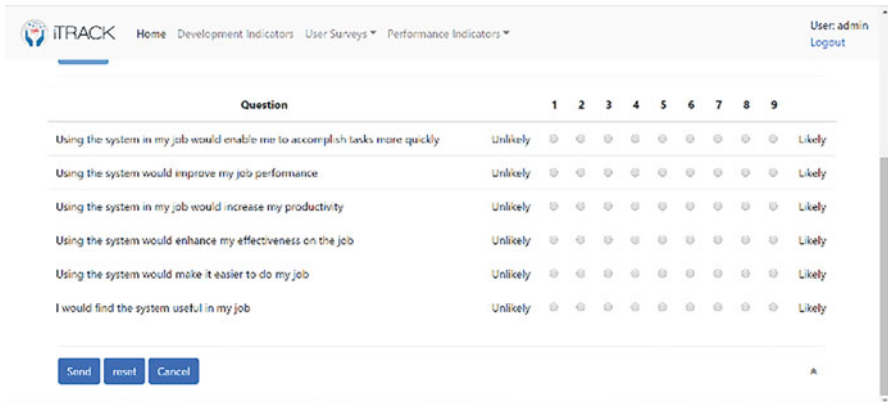 iTRACK Home Development Indicators User Surveys Performance Indicators User: admin
Logout
Question 1 2 3 4 5 6 7 8 9
Using the system in my job would enable me to accomplish tasks more quickly Unlikely Likely
Using the system would improve my job performance Unlikely Likely
Using the system in my job would increase my productivity Unlikely Likely
Using the system would enhance my effectiveness on the job Unlikely Likely
Using the system would make it easier to do my job Unlikely Likely
I would find the system useful in my job Unlikely Likely
Send reset Cancel